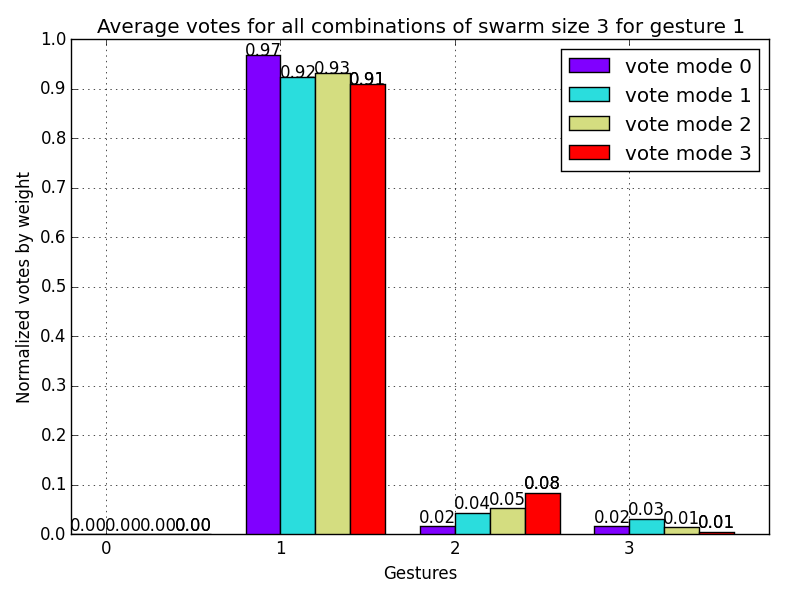 Average votes for all combinations of swarm size 3 for gesture 1
1.0
0.9
0.8
0.7
0.6
0.5
0.4
0.3
0.2
0.1
0.0
Normalized votes by weight
0.00 0.00 0.00 0.00
0.97 0.92 0.93 0.91
0.02 0.04 0.05 0.08
0.02 0.03 0.01 0.01
vote mode 0
vote mode 1
vote mode 2
vote mode 3
0 1 2 3
Gestures